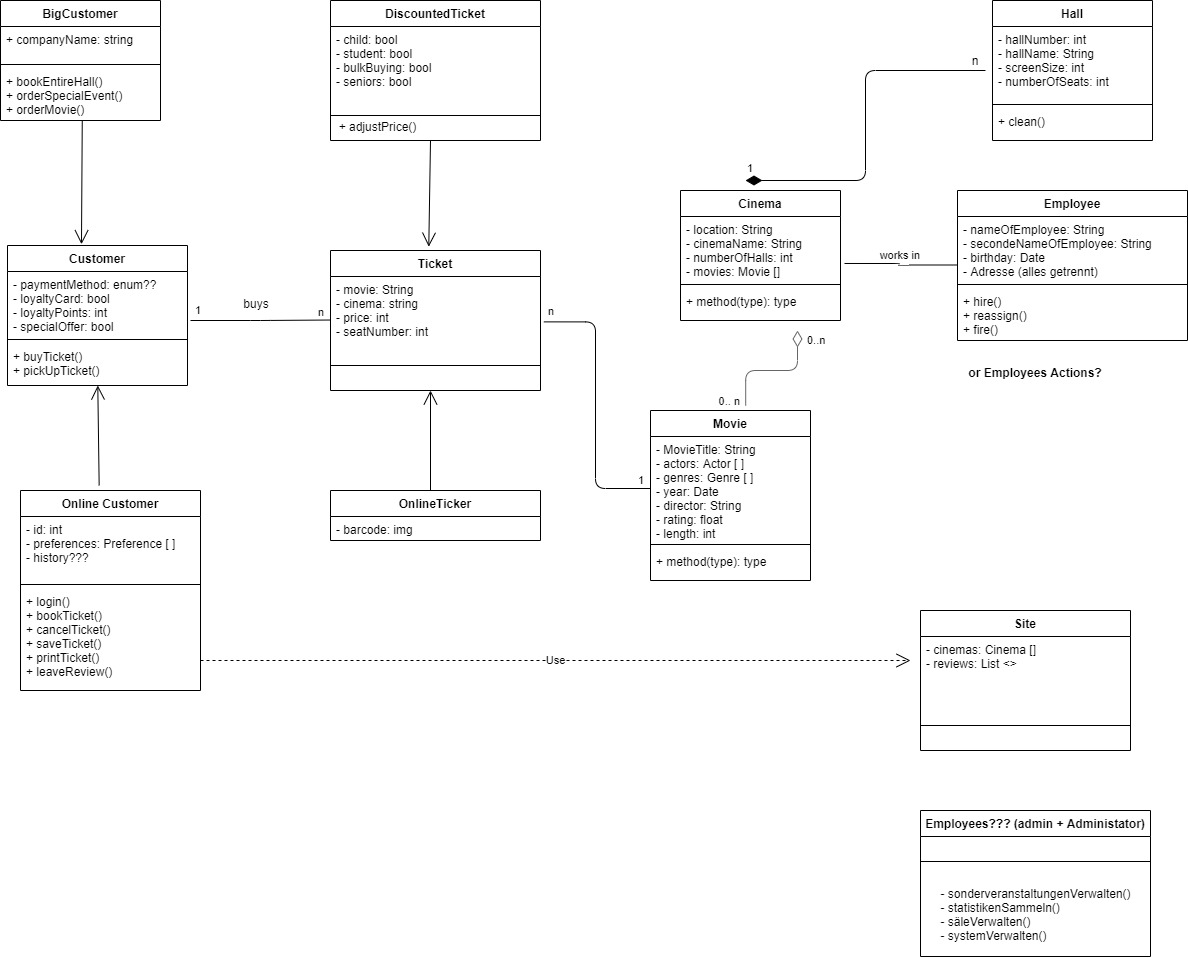 BigCustomer
+ companyName: string
+ bookEntireHall()
+ orderSpecialEvent()
+ orderMovie()
DiscountedTicket
- child: bool
- student: bool
- bulkBuying: bool
- seniors: bool
+ adjustPrice()
Hall
- hallNumber: int
- hallName: String
- screenSize: int
- numberOfSeats: int
+ clean()
n
1
Customer
- paymentMethod: enum??
- loyaltyCard: bool
- loyaltyPoints: int
- specialOffer: bool
+ buyTicket()
+ pickUpTicket()
1
buys
n
Ticket
- movie: String
- cinema: string
- price: int
- seatNumber: int
n
1
Cinema
- location: String
- cinemaName: String
- numberOfHalls: int
- movies: Movie []
+ method(type): type
works in
Employee
- nameOfEmployee: String
- secondeNameOfEmployee: String
- birthday: Date
- Adresse (alles getrennt)
+ hire()
+ reassign()
+ fire()
or Employees Actions?
0..n
0.. n
Movie
- MovieTitle: String
- actors: Actor [ ]
- genres: Genre [ ]
- year: Date
- director: String
- rating: float
- length: int
+ method(type): type
Online Customer
- id: int
- preferences: Preference [ ]
- history???
+ login()
+ bookTicket()
+ cancelTicket()
+ saveTicket()
+ printTicket()
+ leaveReview()
OnlineTicker
- barcode: img
Use
Site
- cinemas: Cinema []
- reviews: List <>
Employees??? (admin + Administator)
- sonderveranstaltungenVerwalten()
- statistikenSammeln()
- säleVerwalten()
- systemVerwalten()